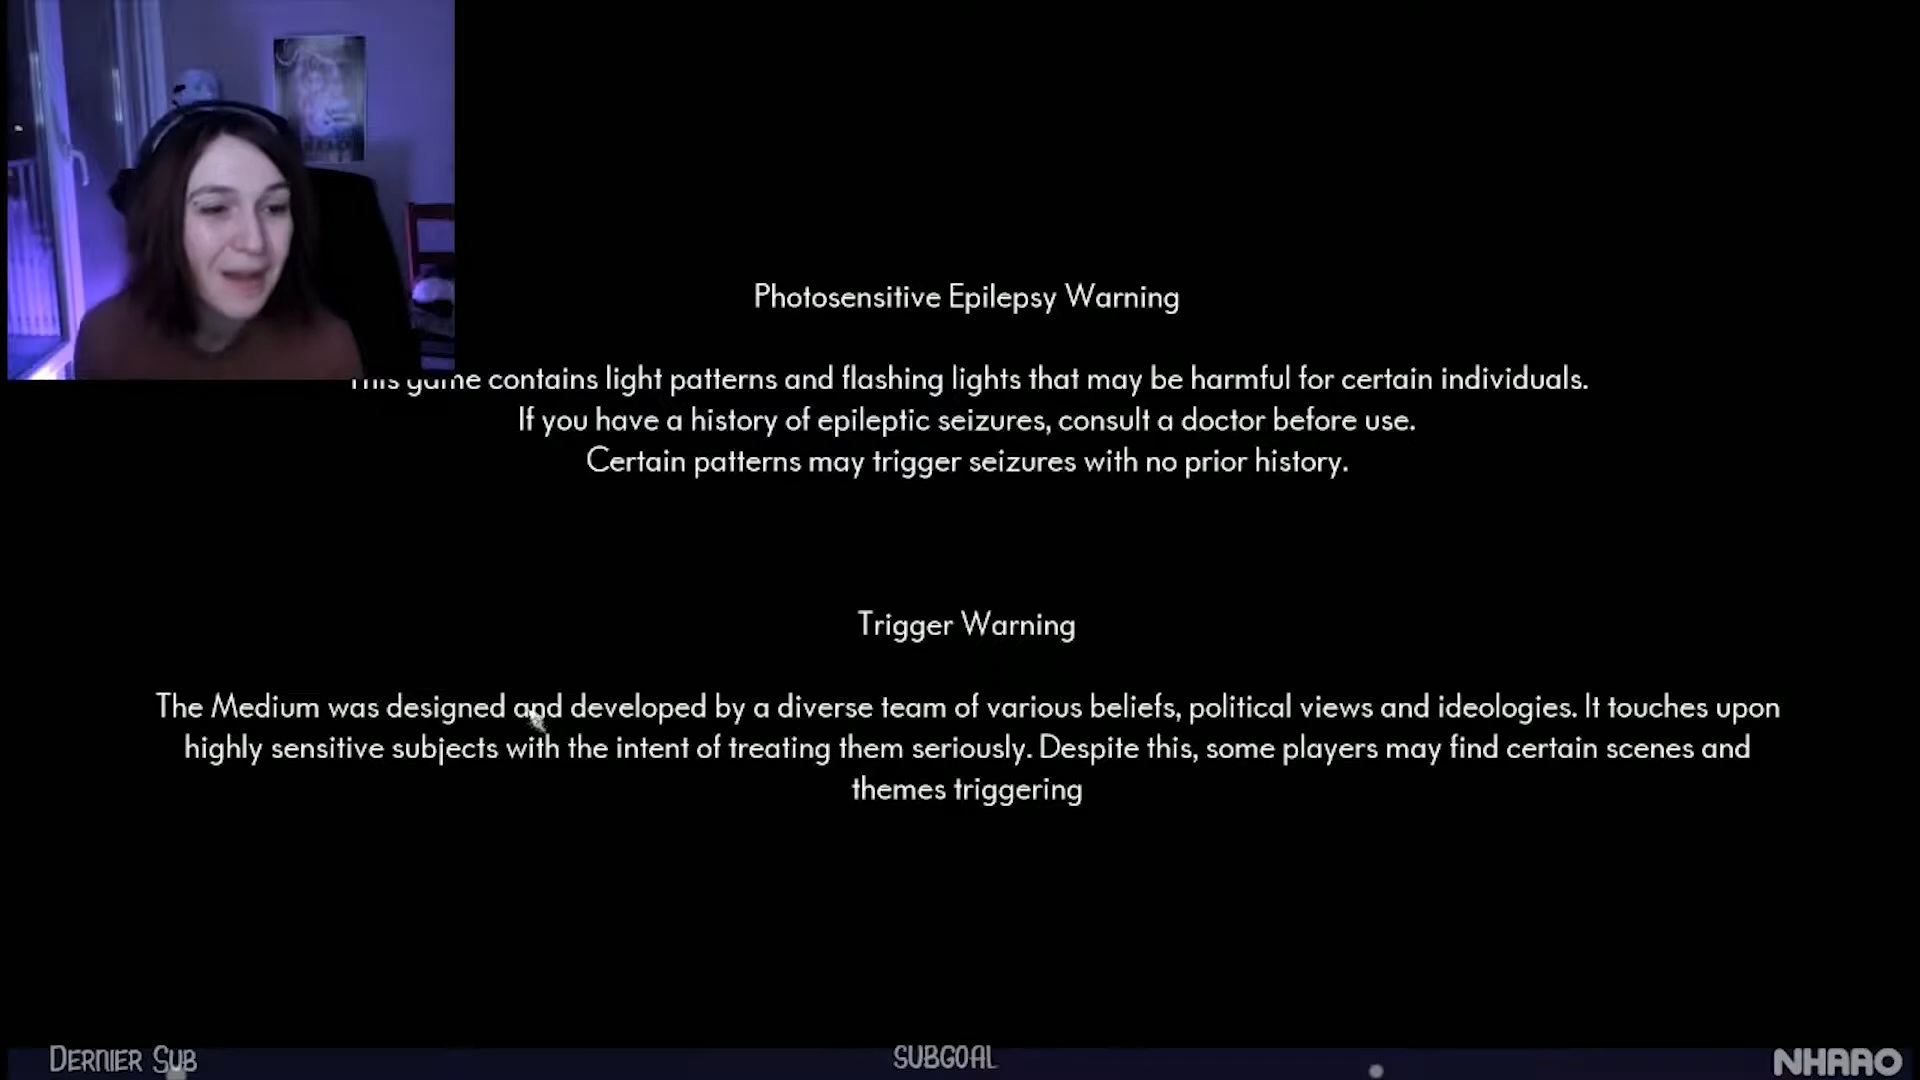 Photosensitive Epilepsy Warning
This game contains light patterns and flashing lights that may be harmful for certain individuals.
If you have a history of epileptic seizures, consult a doctor before use.
Certain patterns may trigger seizures with no prior history.
Trigger Warning
The Medium was designed and developed by a diverse team of various beliefs, political views and ideologies. It touches upon
highly sensitive subjects with the intent of treating them seriously. Despite this, some players may find certain scenes and
themes triggering
DERNIER SUB
SUBGOAL
NHAAO